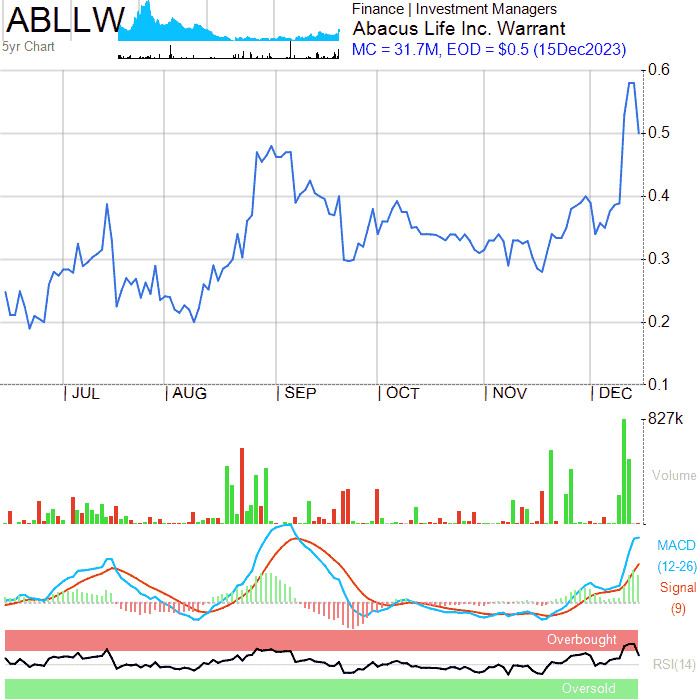 ABLLW
5yr Chart
Finance | Investment Managers
Abacus Life Inc. Warrant
MC = 31.7M, EOD = $0.5 (15Dec2023)
0.6
0.5
0.4
0.3
0.2
0.1
| JUL | AUG | SEP | OCT | NOV | DEC
827k
Volume
MACD
(12-26)
Signal
(9)
Overbought
RSI(14)
Oversold